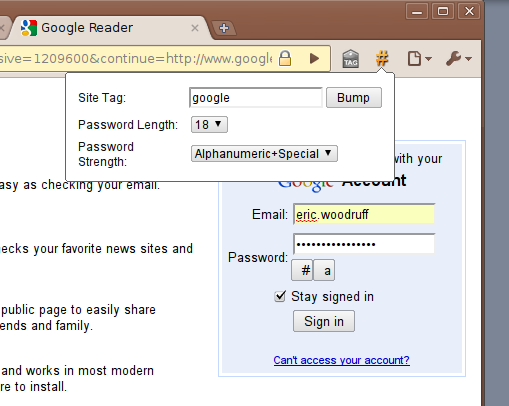 Google Reader
sive=1209600&continue=http://www.google
TAG
#
Site Tag: google Bump
Password Length: 18
Password
Strength: Alphanumeric+Special
with your
Google Account
asy as checking your email.
Email: eric.woodruff
ecks your favorite news sites and
Password: ••••••••••••••••
# a
Stay signed in
public page to easily share
Sign in
ends and family.
Can't access your account?
and works in most modern
re to install.